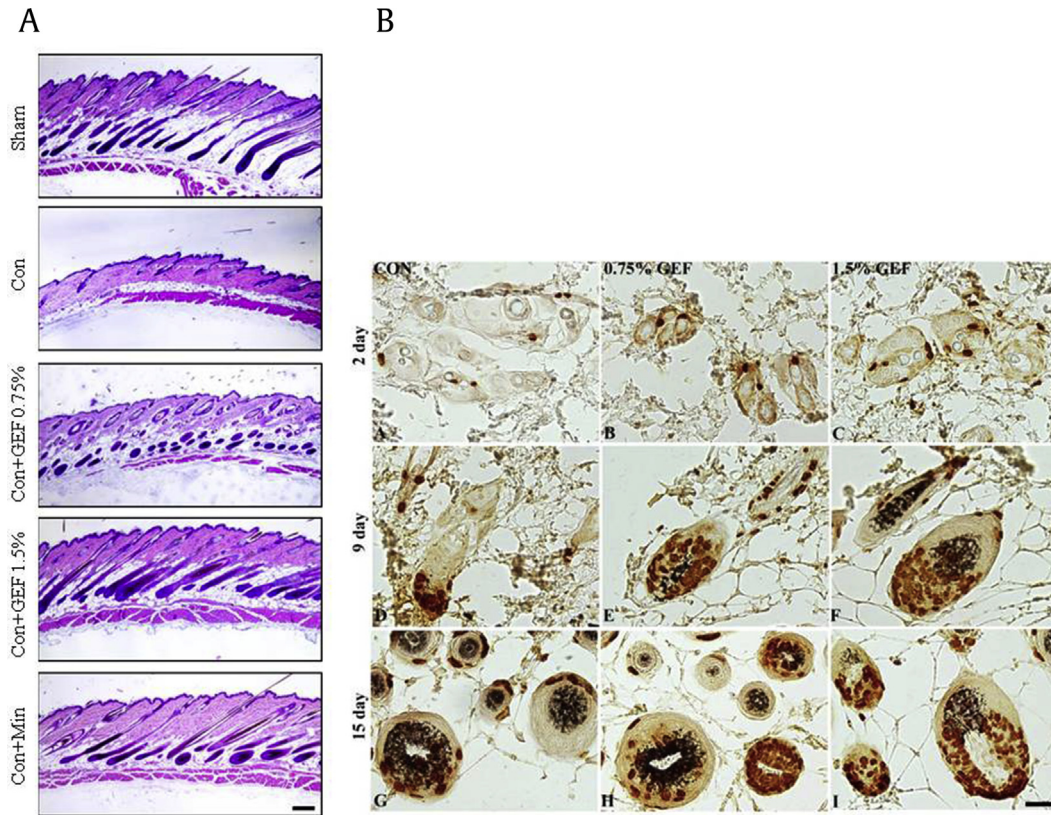 A
Sham
Con
Con+GEF 0.75%
Con+GEF 1.5%
Con+Min
B
CON
0.75% GEF
1.5% GEF
2 day
A
B
C
9 day
D
E
F
15 day
G
H
I